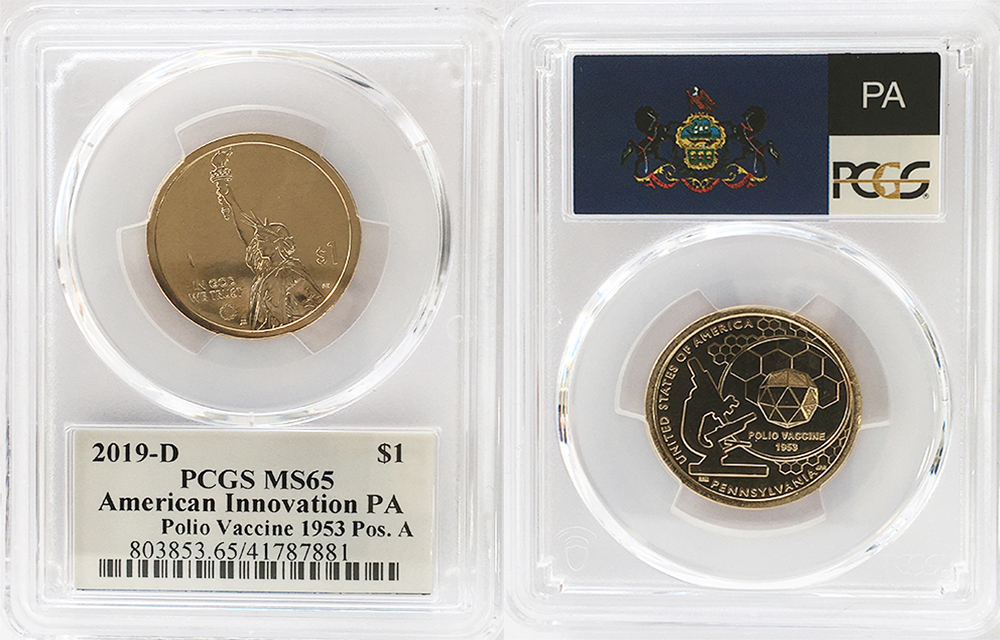 $1
IN GOD
WE TRUST
2019-D $1
PCGS MS65
American Innovation PA
Polio Vaccine 1953 Pos. A
803853.65/41787881
PA
PCGS
UNITED STATES OF AMERICA
POLIO VACCINE
1953
PENNSYLVANIA